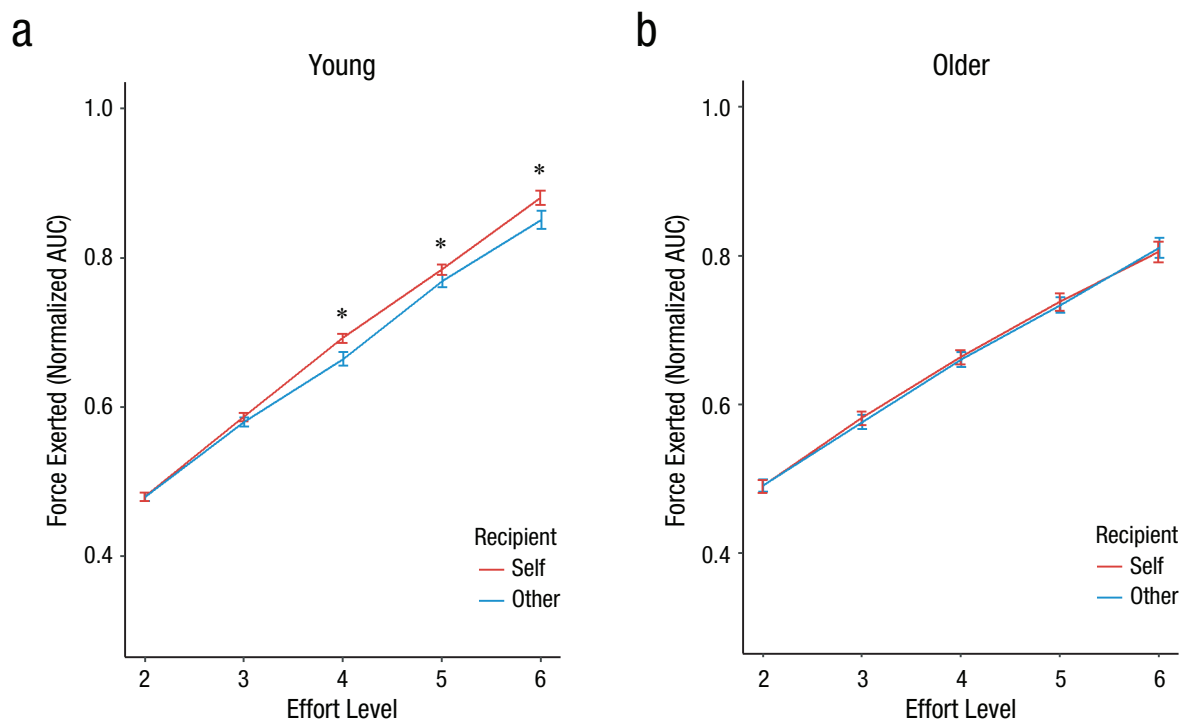 a
Young
Force Exerted (Normalized AUC)
1.0
0.8
0.6
0.4
*
*
*
Recipient
Self
Other
2 3 4 5 6
Effort Level
b
Older
Force Exerted (Normalized AUC)
1.0
0.8
0.6
0.4
Recipient
Self
Other
2 3 4 5 6
Effort Level